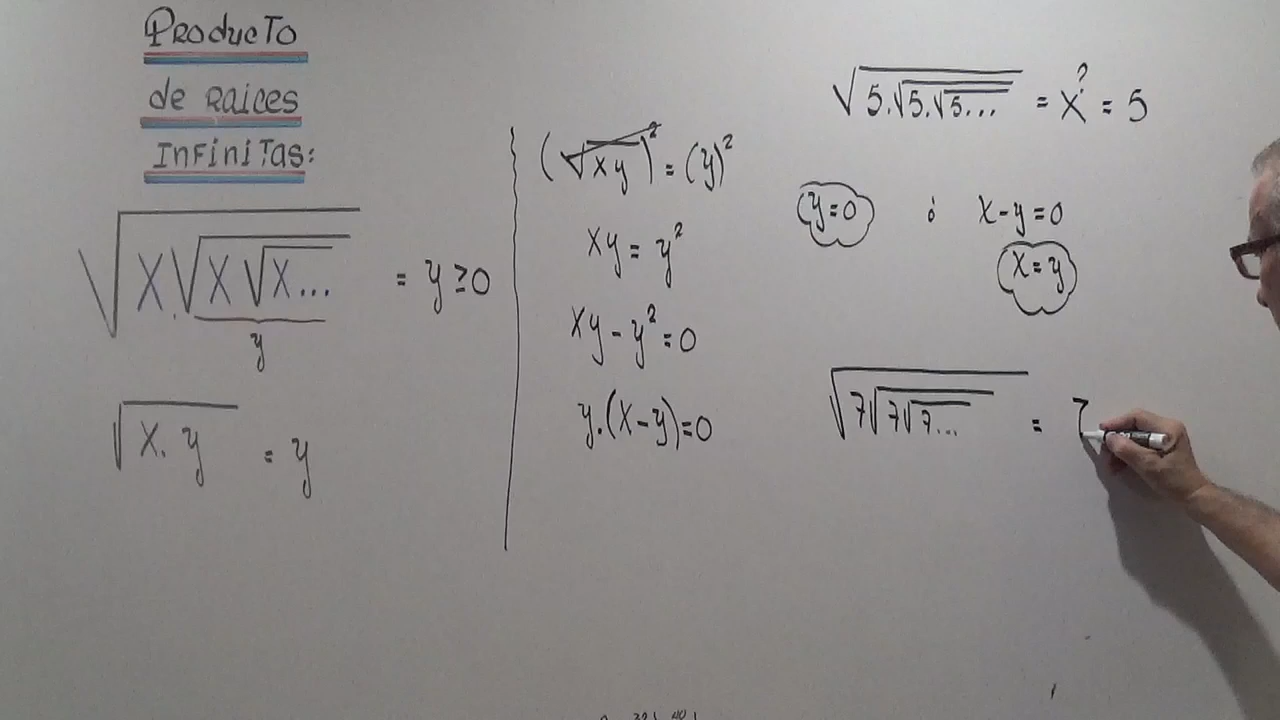 Producto
de raices
infinitas:
√(x.√(x√(x...))) = y ≥ 0
y
√(x.y) = y
(√(xy))² = (y)²
xy = y²
xy - y² = 0
y.(x-y) = 0
√(5.√(5.√(5...))) = x = 5
?
y=0 ó x-y=0
x=y
√(7√(7√(7...))) = 7